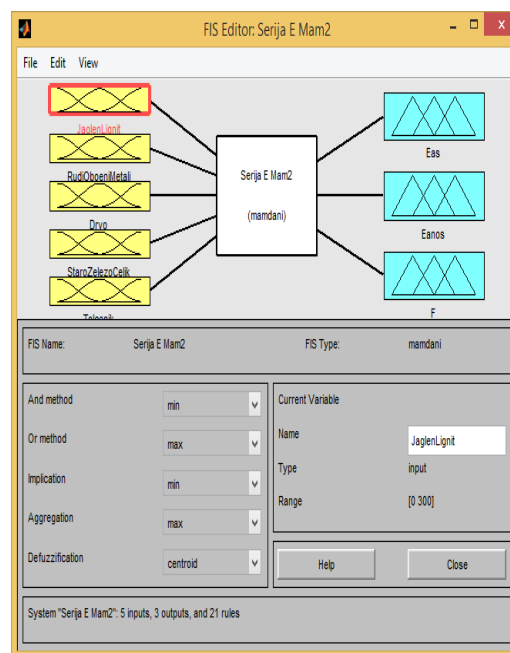 FIS Editor: Serija E Mam2
File Edit View
JaglenLignit
RudiOboeniMetali
Drvo
StaroZelezoCelik
Serija E Mam2
(mamdani)
Eas
Eanos
F
FIS Name: Serija E Mam2 FIS Type: mamdani
And method min
Or method max
Implication min
Aggregation max
Defuzzification centroid
Current Variable
Name JaglenLignit
Type input
Range [0 300]
Help Close
System "Serija E Mam2": 5 inputs, 3 outputs, and 21 rules